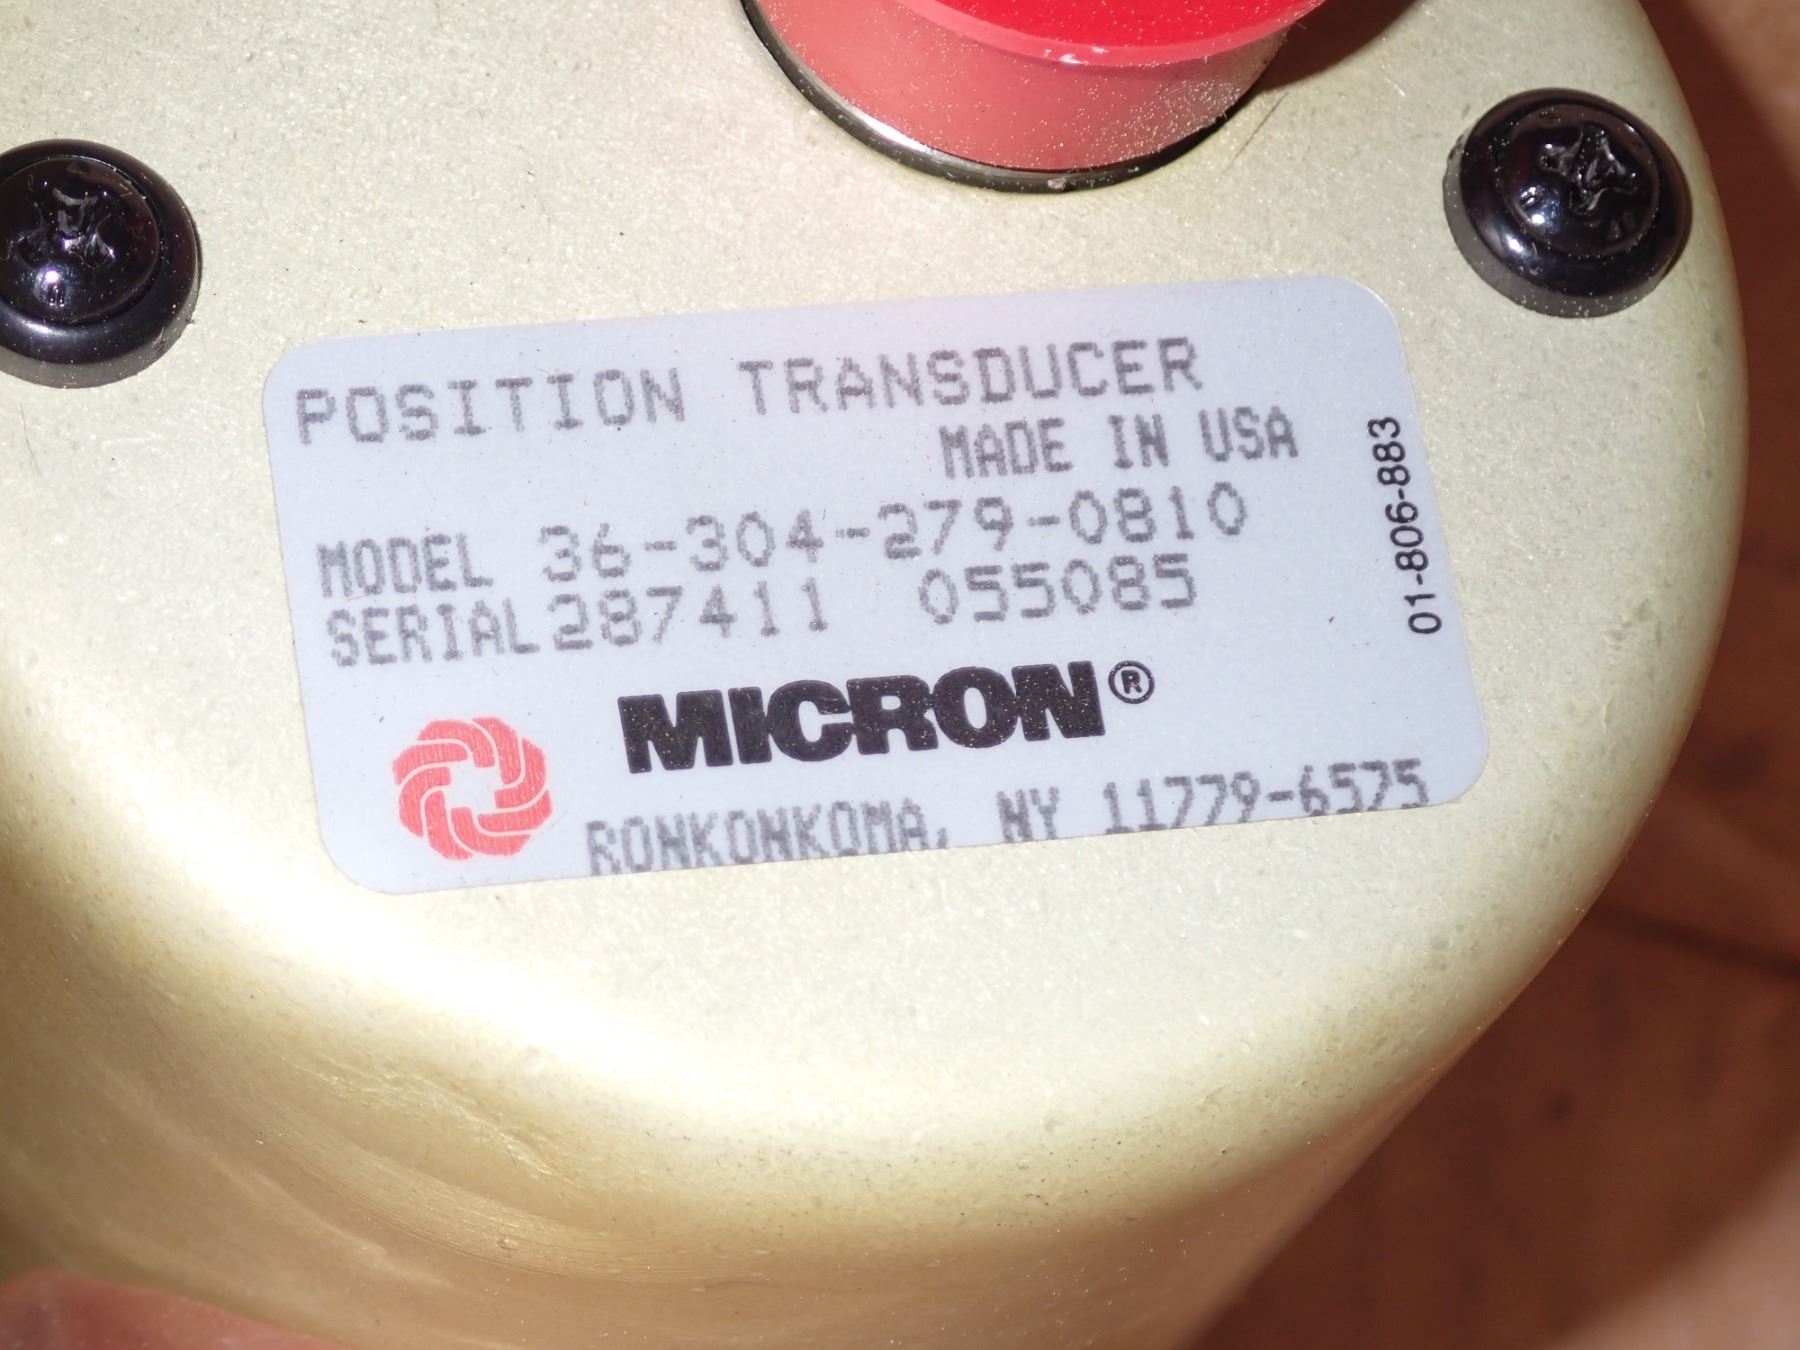 POSITION TRANSDUCER
MADE IN USA
MODEL 36-304-279-0810
SERIAL 287411 055085
MICRON®
RONKONKOMA, NY 11779-6575
01-806-883